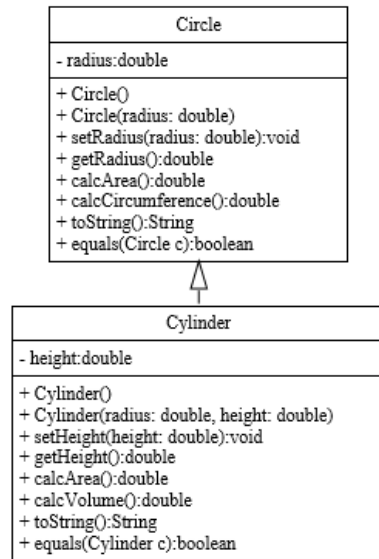 Circle
- radius:double
+ Circle()
+ Circle(radius: double)
+ setRadius(radius: double):void
+ getRadius():double
+ calcArea():double
+ calcCircumference():double
+ toString():String
+ equals(Circle c):boolean
Cylinder
- height:double
+ Cylinder()
+ Cylinder(radius: double, height: double)
+ setHeight(height: double):void
+ getHeight():double
+ calcArea():double
+ calcVolume():double
+ toString():String
+ equals(Cylinder c):boolean